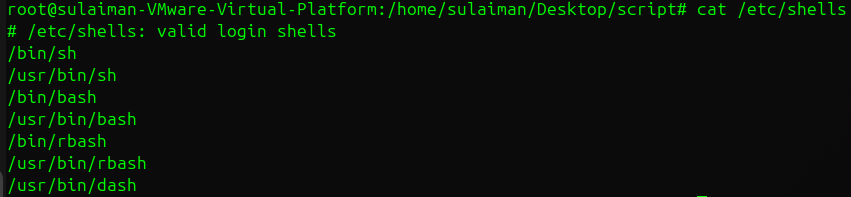 root@sulaiman-VMware-Virtual-Platform:/home/sulaiman/Desktop/script# cat /etc/shells
# /etc/shells: valid login shells
/bin/sh
/usr/bin/sh
/bin/bash
/usr/bin/bash
/bin/rbash
/usr/bin/rbash
/usr/bin/dash